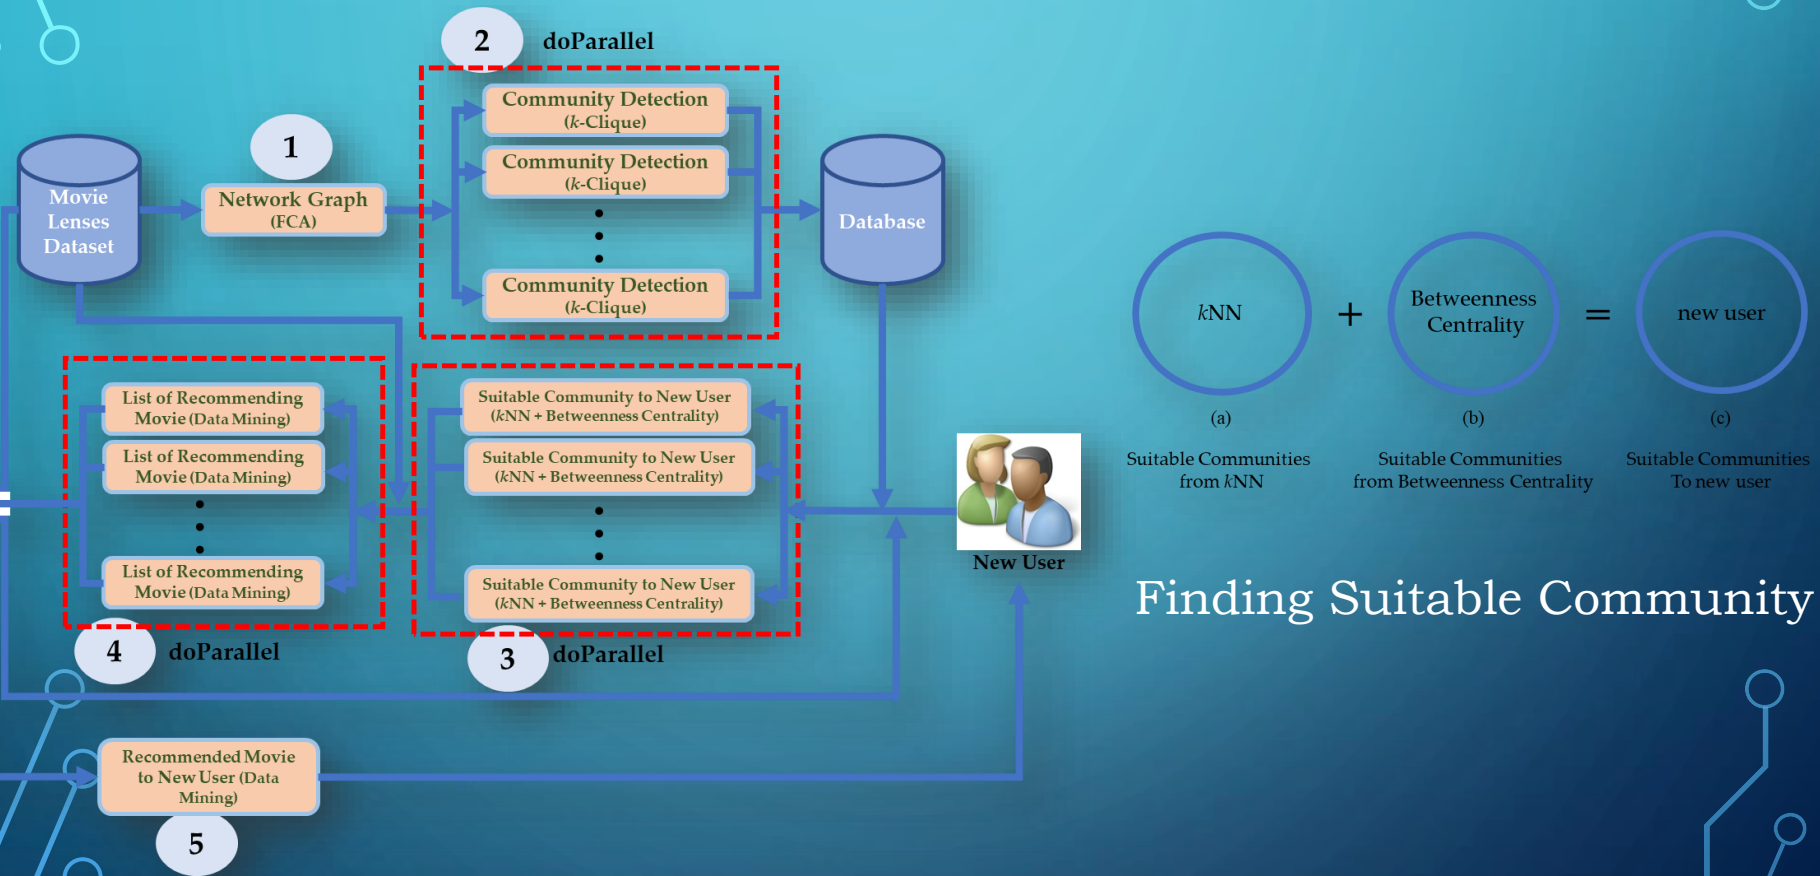 2
doParallel
Community Detection
(k-Clique)
Community Detection
(k-Clique)
Community Detection
(k-Clique)
1
Network Graph
(FCA)
Movie
Lenses
Dataset
Database
List of Recommending
Movie (Data Mining)
List of Recommending
Movie (Data Mining)
List of Recommending
Movie (Data Mining)
4
doParallel
Suitable Community to New User
(kNN + Betweenness Centrality)
Suitable Community to New User
(kNN + Betweenness Centrality)
Suitable Community to New User
(kNN + Betweenness Centrality)
3
doParallel
New User
Recommended Movie
to New User (Data
Mining)
5
kNN
+
Betweenness
Centrality
=
new user
(a)
(b)
(c)
Suitable Communities
from kNN
Suitable Communities
from Betweenness Centrality
Suitable Communities
To new user
Finding Suitable Community